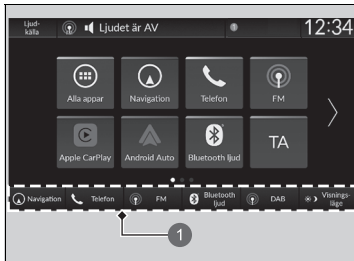 Ljud-
källa
Ljudet är AV
12:34
Alla appar
Navigation
Telefon
FM
Apple CarPlay
Android Auto
Bluetooth ljud
TA
Navigation
Telefon
FM
Bluetooth
ljud
DAB
Visnings-
läge
1